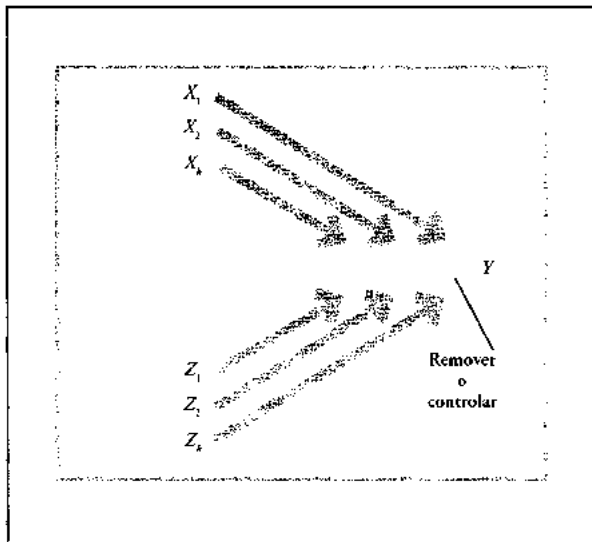 X₁
X₂
Xₖ
Y
Remover
o
controlar
Z₁
Z₂
Zₖ